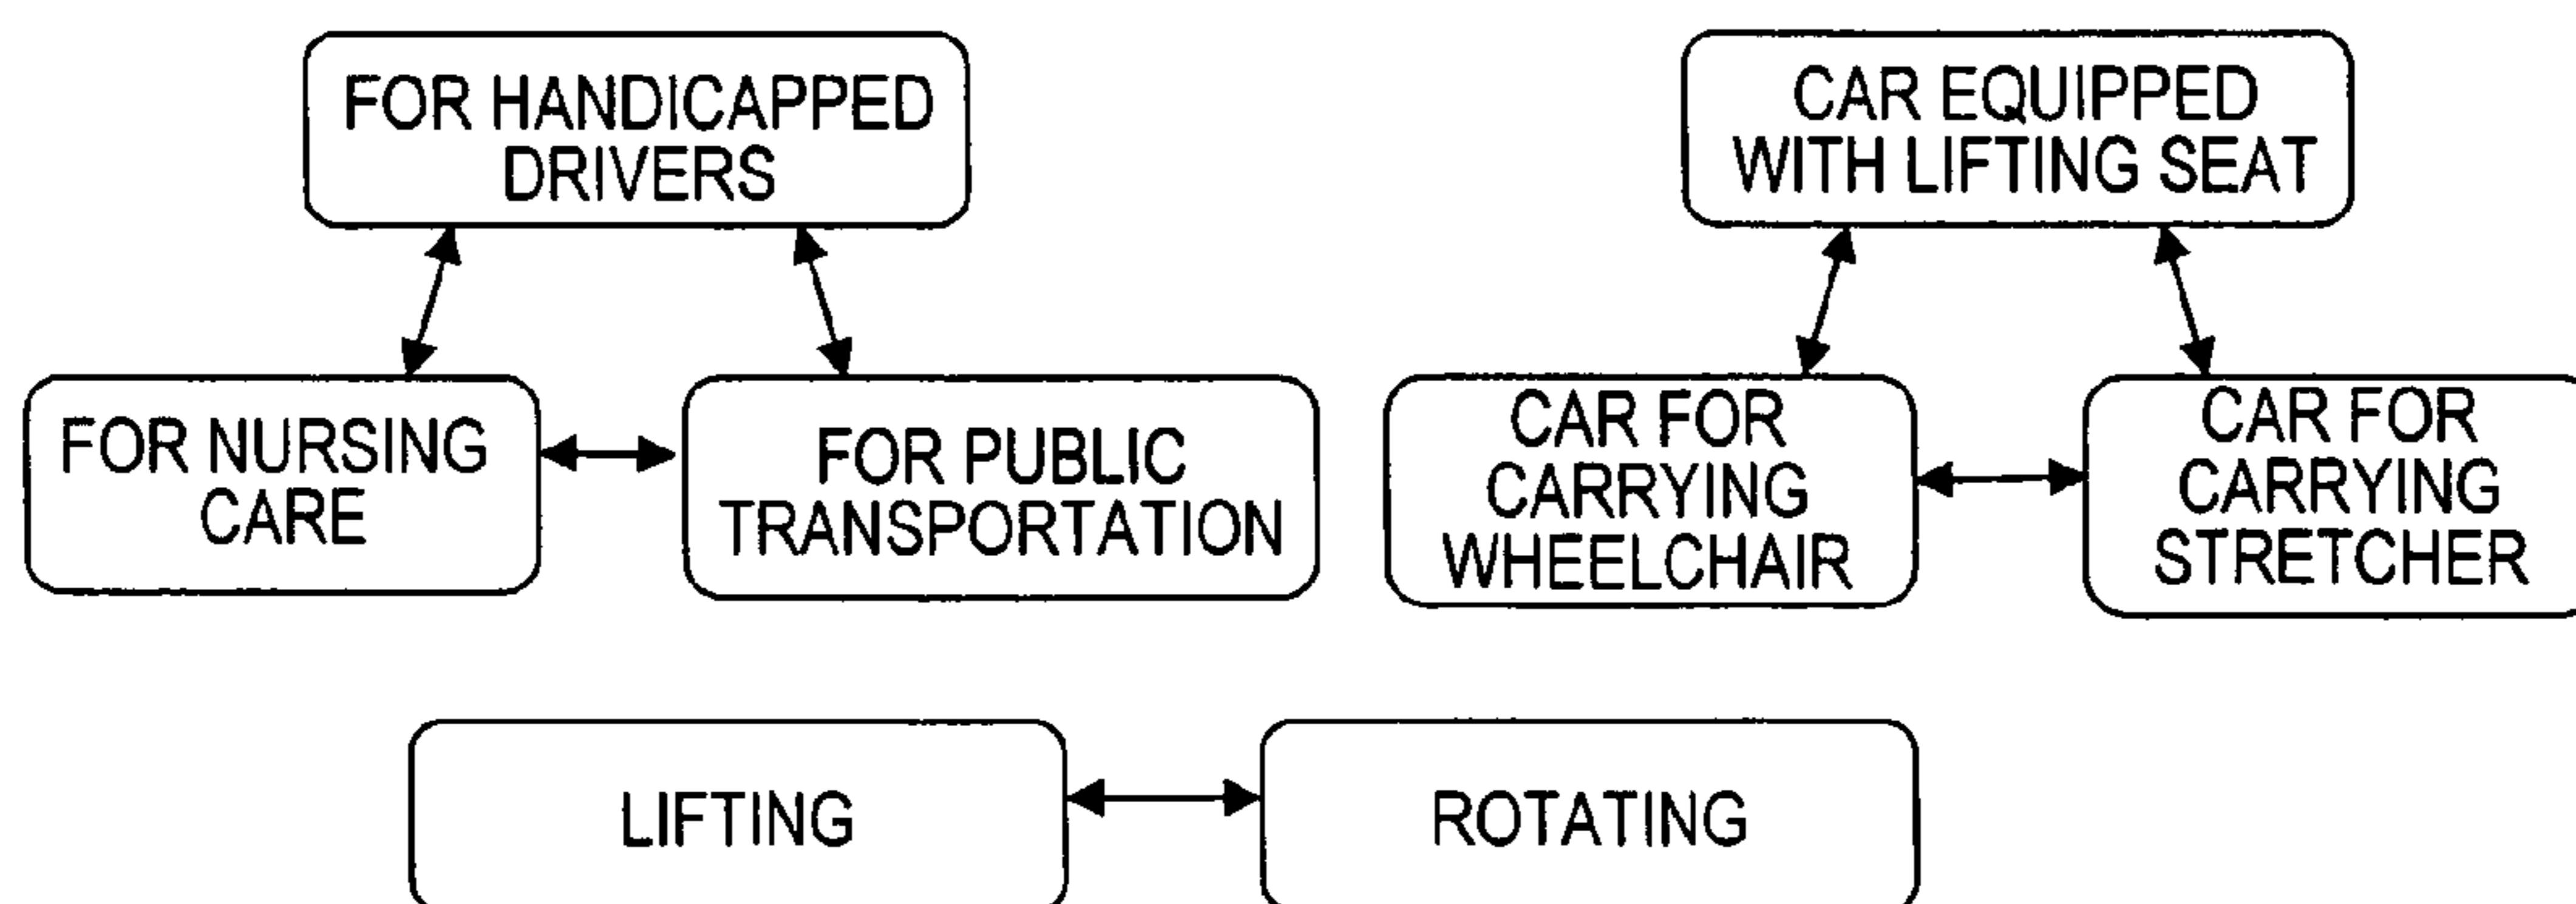 FOR HANDICAPPED
DRIVERS
CAR EQUIPPED
WITH LIFTING SEAT
FOR NURSING
CARE
FOR PUBLIC
TRANSPORTATION
CAR FOR
CARRYING
WHEELCHAIR
CAR FOR
CARRYING
STRETCHER
LIFTING
ROTATING